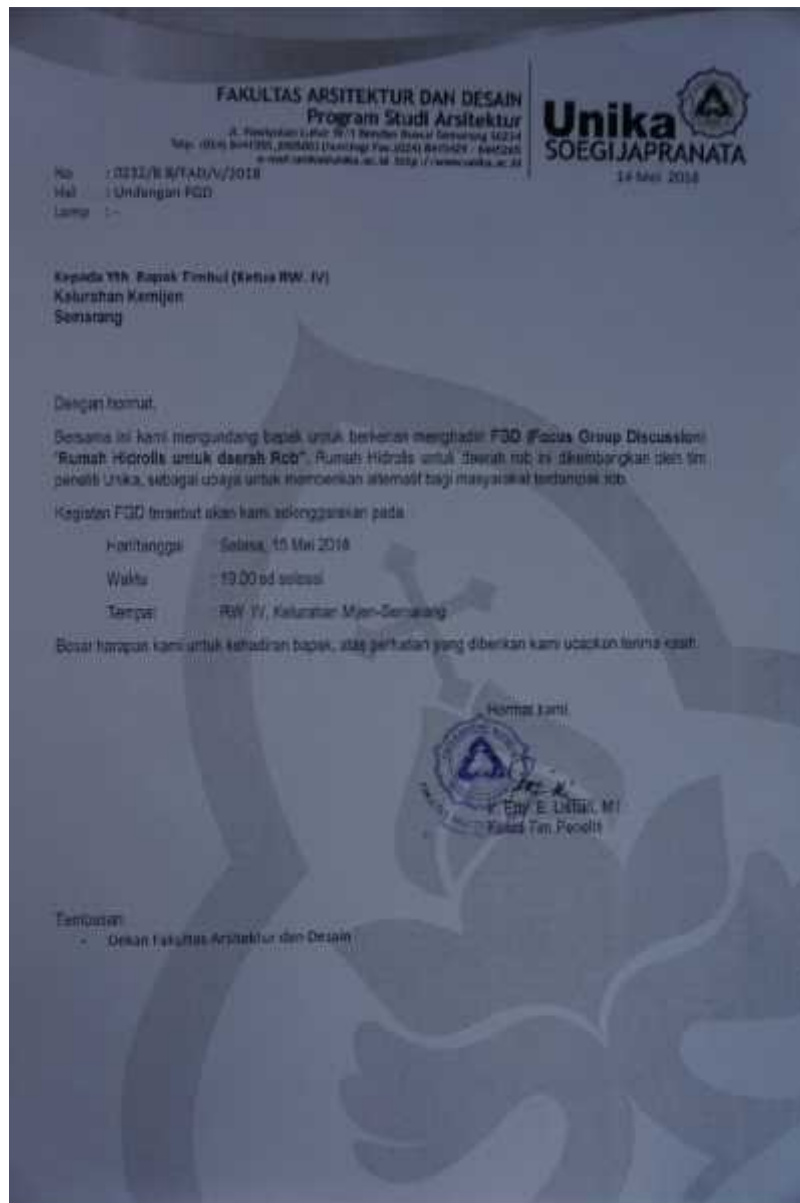 FAKULTAS ARSITEKTUR DAN DESAIN
Program Studi Arsitektur
Unika
SOEGIJAPRANATA
14 Mei 2018
No : 0232/B.8/FAD/V/2018
Hal : Undangan FGD
Lamp : -
Kepada Yth. Bapak Timbul (Ketua RW. IV)
Kelurahan Kemijen
Semarang
Dengan hormat,
Bersama ini kami mengundang bapak untuk berkenan menghadiri FGD (Focus Group Discussion)
"Rumah Hidrolis untuk daerah Rob". Rumah Hidrolis untuk daerah rob ini dikembangkan oleh tim
peneliti Unika, sebagai upaya untuk memberikan alternatif bagi masyarakat terdampak rob.
Kegiatan FGD tersebut akan kami selenggarakan pada
Hari/tanggal : Selasa, 15 Mei 2018
Waktu : 19.00 sd selesai
Tempat : RW IV, Kelurahan Mijen-Semarang
Besar harapan kami untuk kehadiran bapak, atas perhatian yang diberikan kami ucapkan terima kasih.
Hormat kami,
Ketua Tim Peneliti
Tembusan:
- Dekan Fakultas Arsitektur dan Desain